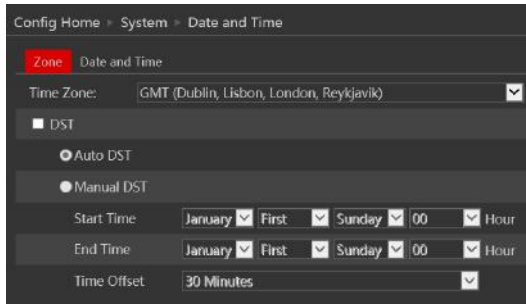 Config Home System Date and Time
Zone Date and Time
Time Zone: GMT (Dublin, Lisbon, London, Reykjavik)
DST
Auto DST
Manual DST
Start Time January First Sunday 00 Hour
End Time January First Sunday 00 Hour
Time Offset 30 Minutes